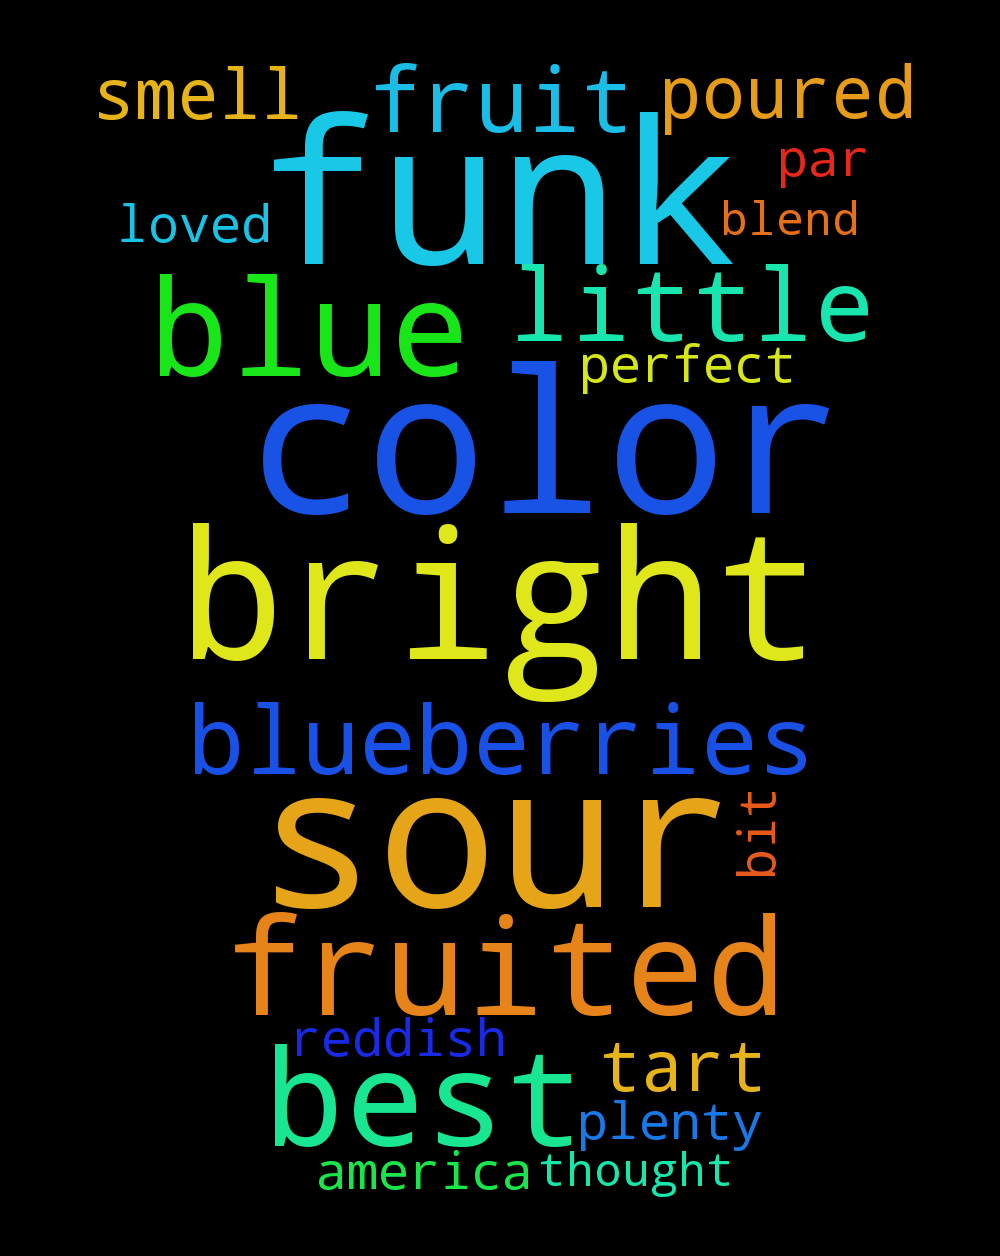 smell fruit poured
funk par
loved blend
blue little
perfect
color
bright
blueberries
sour bit
fruited
reddish
best tart
plenty
america thought